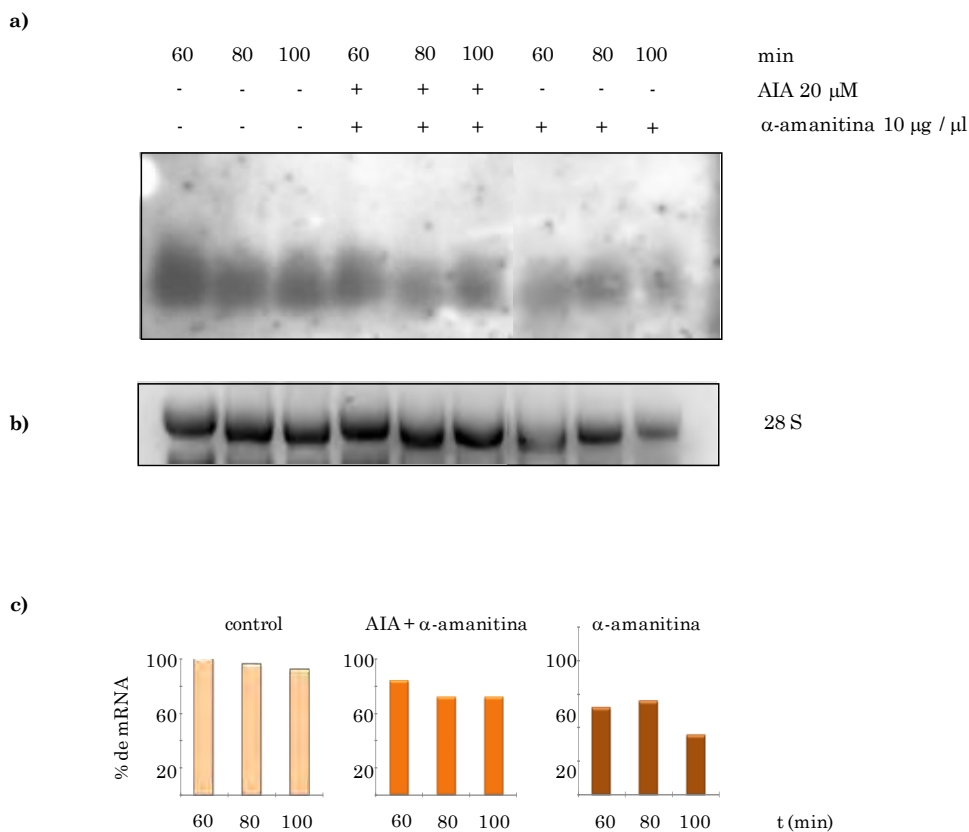 a)
60 80 100 60 80 100 60 80 100 min
- - - + + + - - - AIA 20 μM
- - - + + + + + + α-amanitina 10 μg / μl
b)
28 S
c)
control AIA + α-amanitina α-amanitina
% de mRNA
100 100 100
60 60 60
20 20 20
60 80 100 60 80 100 60 80 100 t (min)